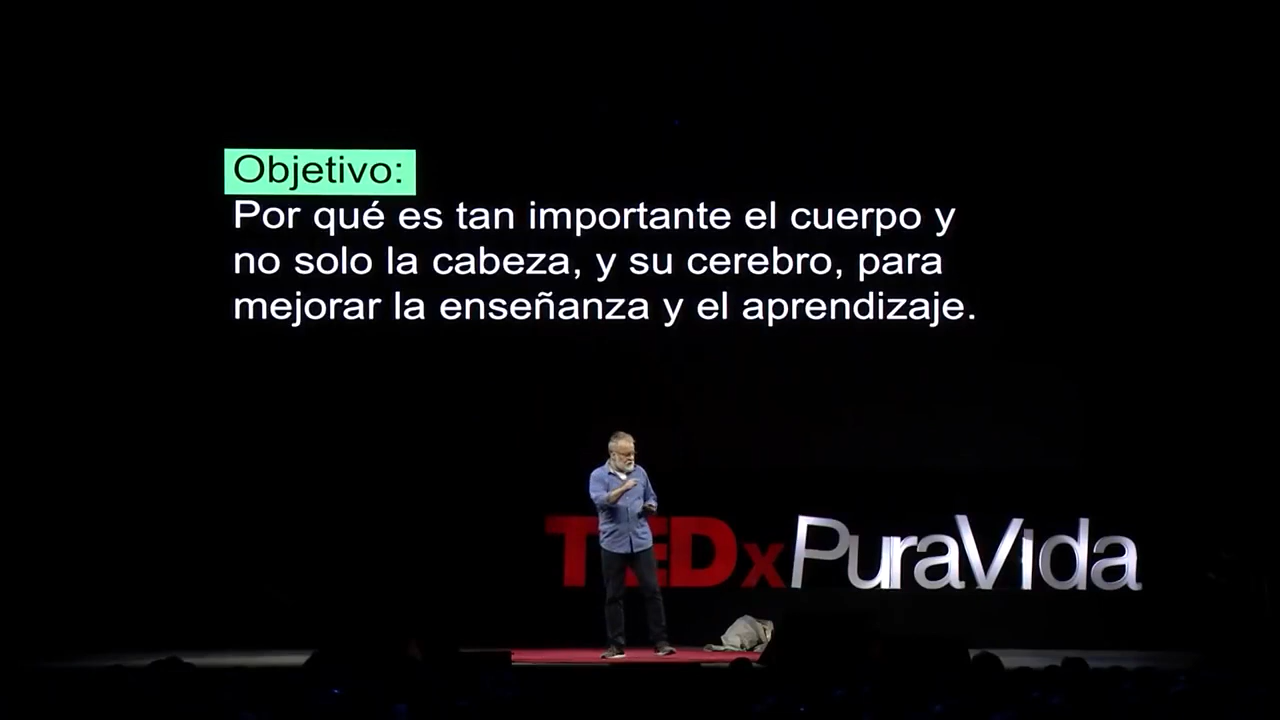 Objetivo:
Por qué es tan importante el cuerpo y
no solo la cabeza, y su cerebro, para
mejorar la enseñanza y el aprendizaje.
TEDxPuraVida